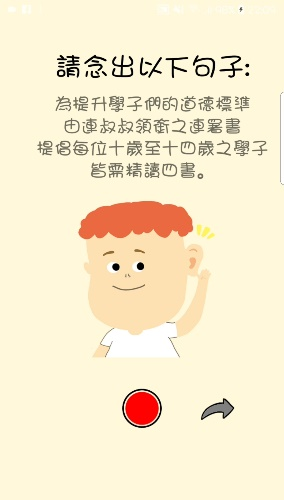 請念出以下句子:
為提升學子們的道德標準
由連叔叔領銜之連署書
提倡每位十歲至十四歲之學子
皆需精讀四書。